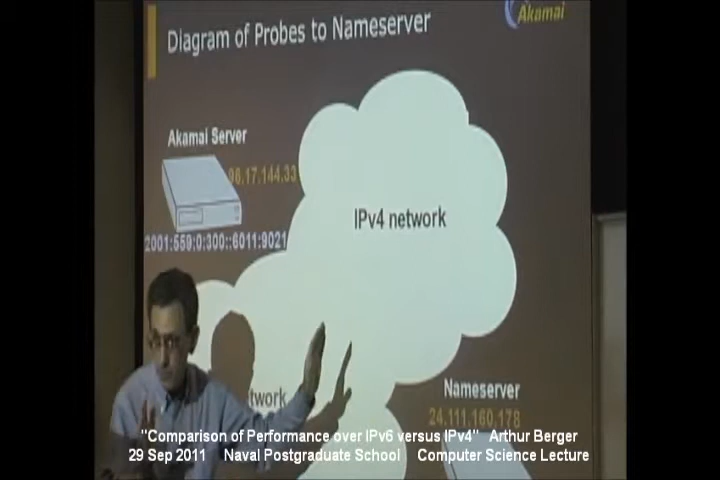 Diagram of Probes to Nameserver
Akamai
Akamai Server
96.17.144.33
IPv4 network
2001:559:0:300::6011:9021
twork
Nameserver
24.111.160.178
"Comparison of Performance over IPv6 versus IPv4" Arthur Berger
29 Sep 2011 Naval Postgraduate School Computer Science Lecture